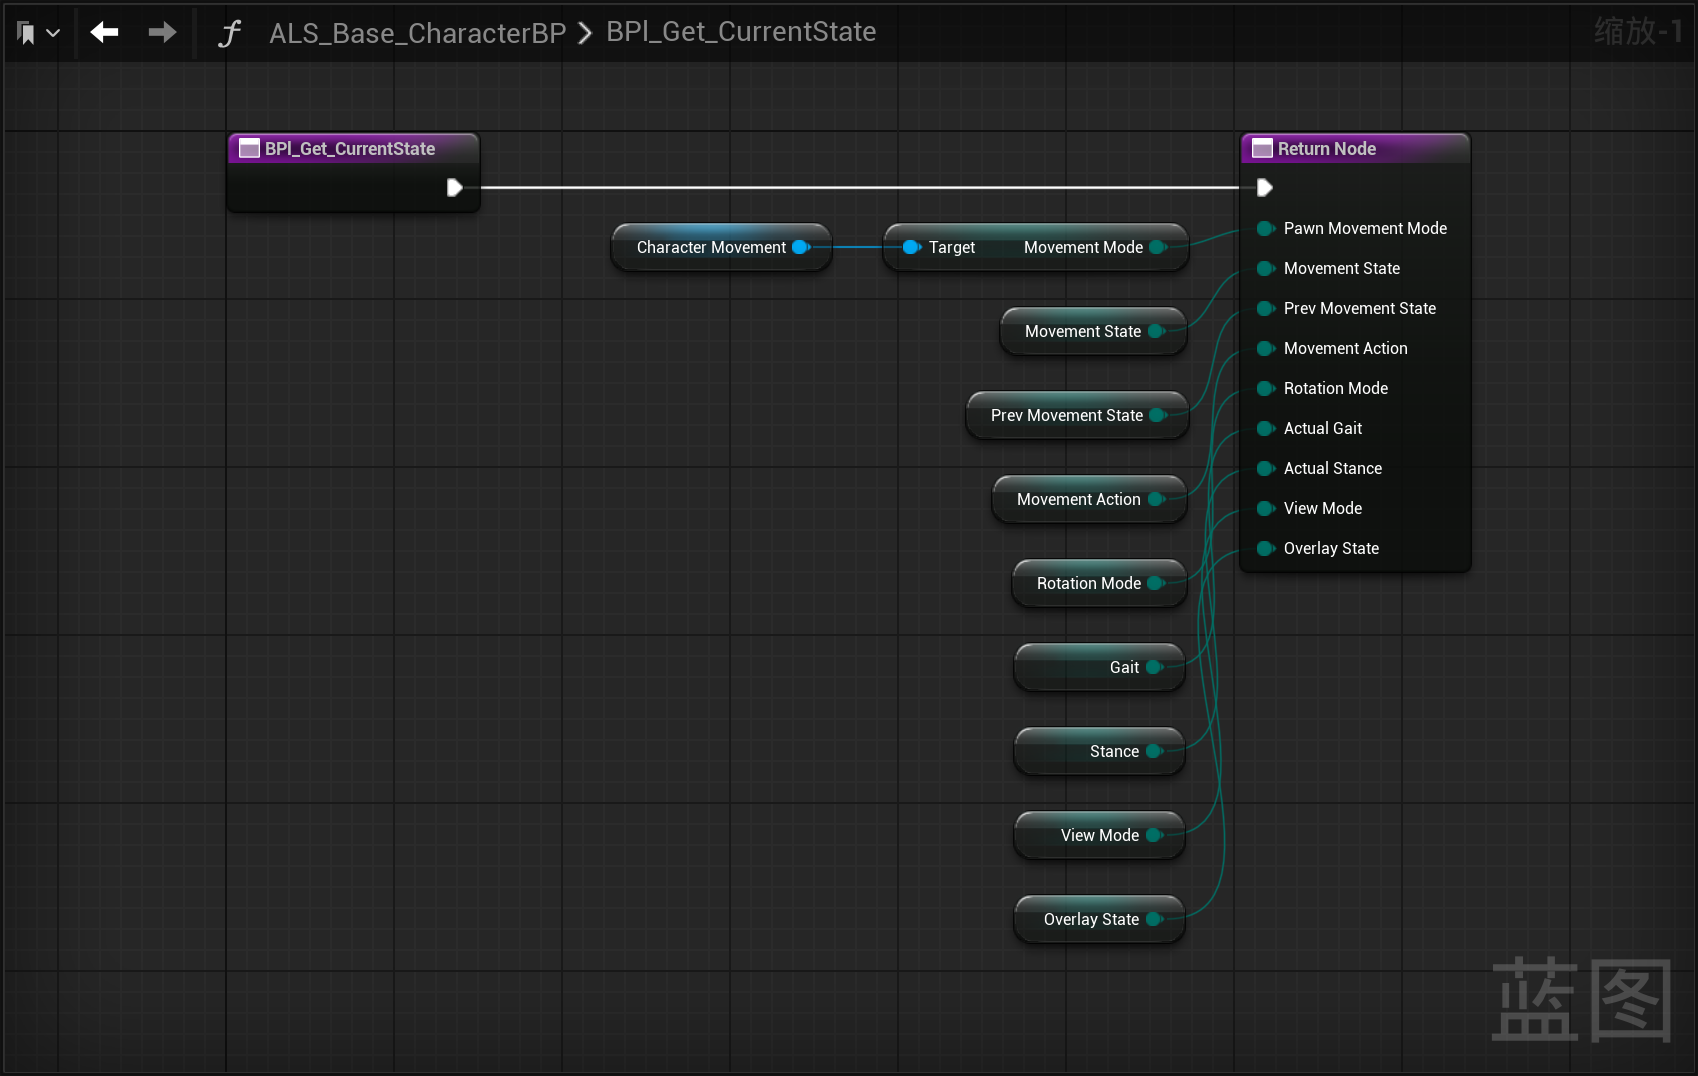 ALS_Base_CharacterBP > BPl_Get_CurrentState
缩放-1
BPl_Get_CurrentState
Return Node
Pawn Movement Mode
Character Movement
Target Movement Mode
Movement State
Prev Movement State
Movement State
Movement Action
Rotation Mode
Prev Movement State
Actual Gait
Actual Stance
Movement Action
View Mode
Overlay State
Rotation Mode
Gait
Stance
View Mode
Overlay State
蓝图